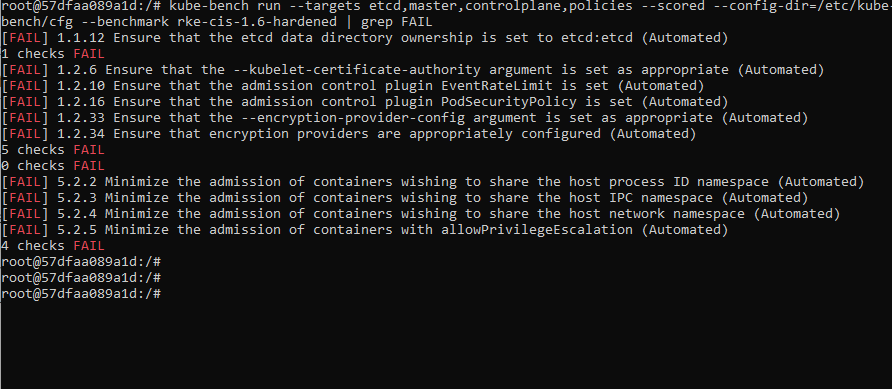 root@57dfaa089a1d:/# kube-bench run --targets etcd,master,controlplane,policies --scored --config-dir=/etc/kube-
bench/cfg --benchmark rke-cis-1.6-hardened | grep FAIL
[FAIL] 1.1.12 Ensure that the etcd data directory ownership is set to etcd:etcd (Automated)
1 checks FAIL
[FAIL] 1.2.6 Ensure that the --kubelet-certificate-authority argument is set as appropriate (Automated)
[FAIL] 1.2.10 Ensure that the admission control plugin EventRateLimit is set (Automated)
[FAIL] 1.2.16 Ensure that the admission control plugin PodSecurityPolicy is set (Automated)
[FAIL] 1.2.33 Ensure that the --encryption-provider-config argument is set as appropriate (Automated)
[FAIL] 1.2.34 Ensure that encryption providers are appropriately configured (Automated)
5 checks FAIL
0 checks FAIL
[FAIL] 5.2.2 Minimize the admission of containers wishing to share the host process ID namespace (Automated)
[FAIL] 5.2.3 Minimize the admission of containers wishing to share the host IPC namespace (Automated)
[FAIL] 5.2.4 Minimize the admission of containers wishing to share the host network namespace (Automated)
[FAIL] 5.2.5 Minimize the admission of containers with allowPrivilegeEscalation (Automated)
4 checks FAIL
root@57dfaa089a1d:/#
root@57dfaa089a1d:/#
root@57dfaa089a1d:/#